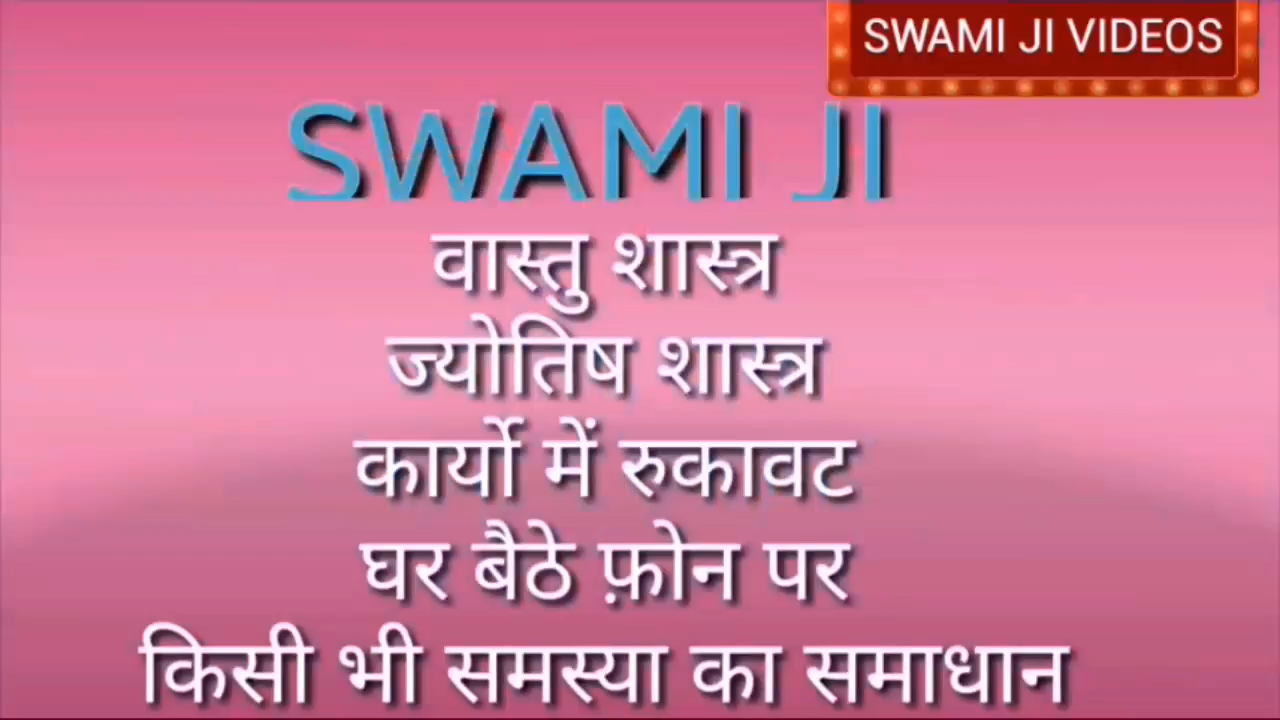 SWAMI JI VIDEOS
SWAMI JI
वास्तु शास्त्र
ज्योतिष शास्त्र
कार्यो में रुकावट
घर बैठे फ़ोन पर
किसी भी समस्या का समाधान